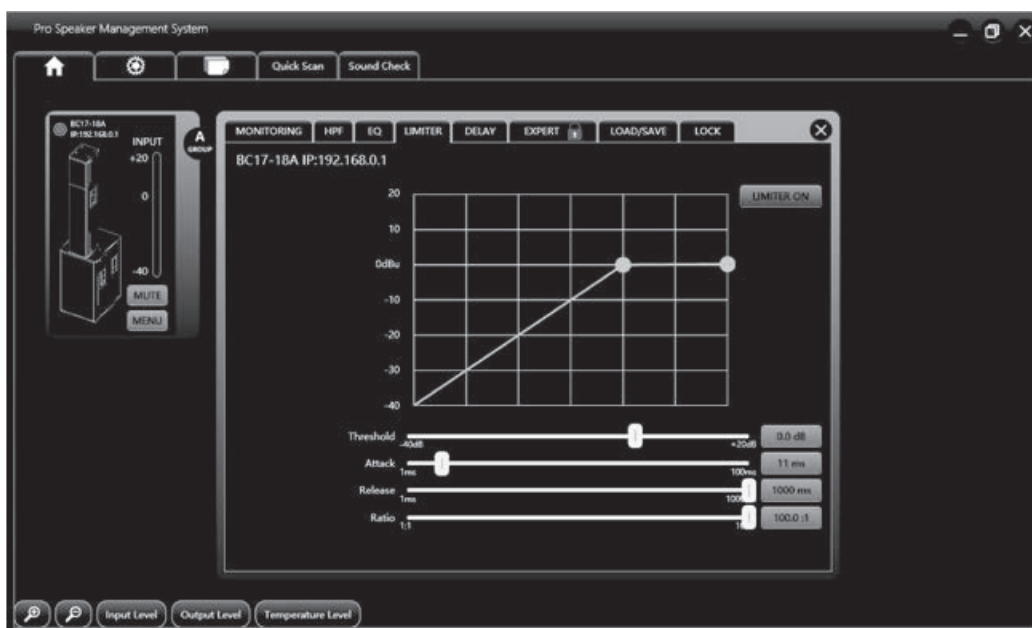 Pro Speaker Management System
Quick Scan
Sound Check
BC17-18A
IP:192.168.0.1
INPUT
+20
0
-40
MUTE
MENU
A
GROUP
MONITORING HPF EQ LIMITER DELAY EXPERT LOAD/SAVE LOCK
BC17-18A IP:192.168.0.1
LIMITER ON
20
10
0dBu
-10
-20
-30
-40
Threshold -40dB +20dB 0.0 dB
Attack 1ms 100ms 11 ms
Release 1ms 1000 ms
Ratio 1:1 100.0 :1
Input Level Output Level Temperature Level